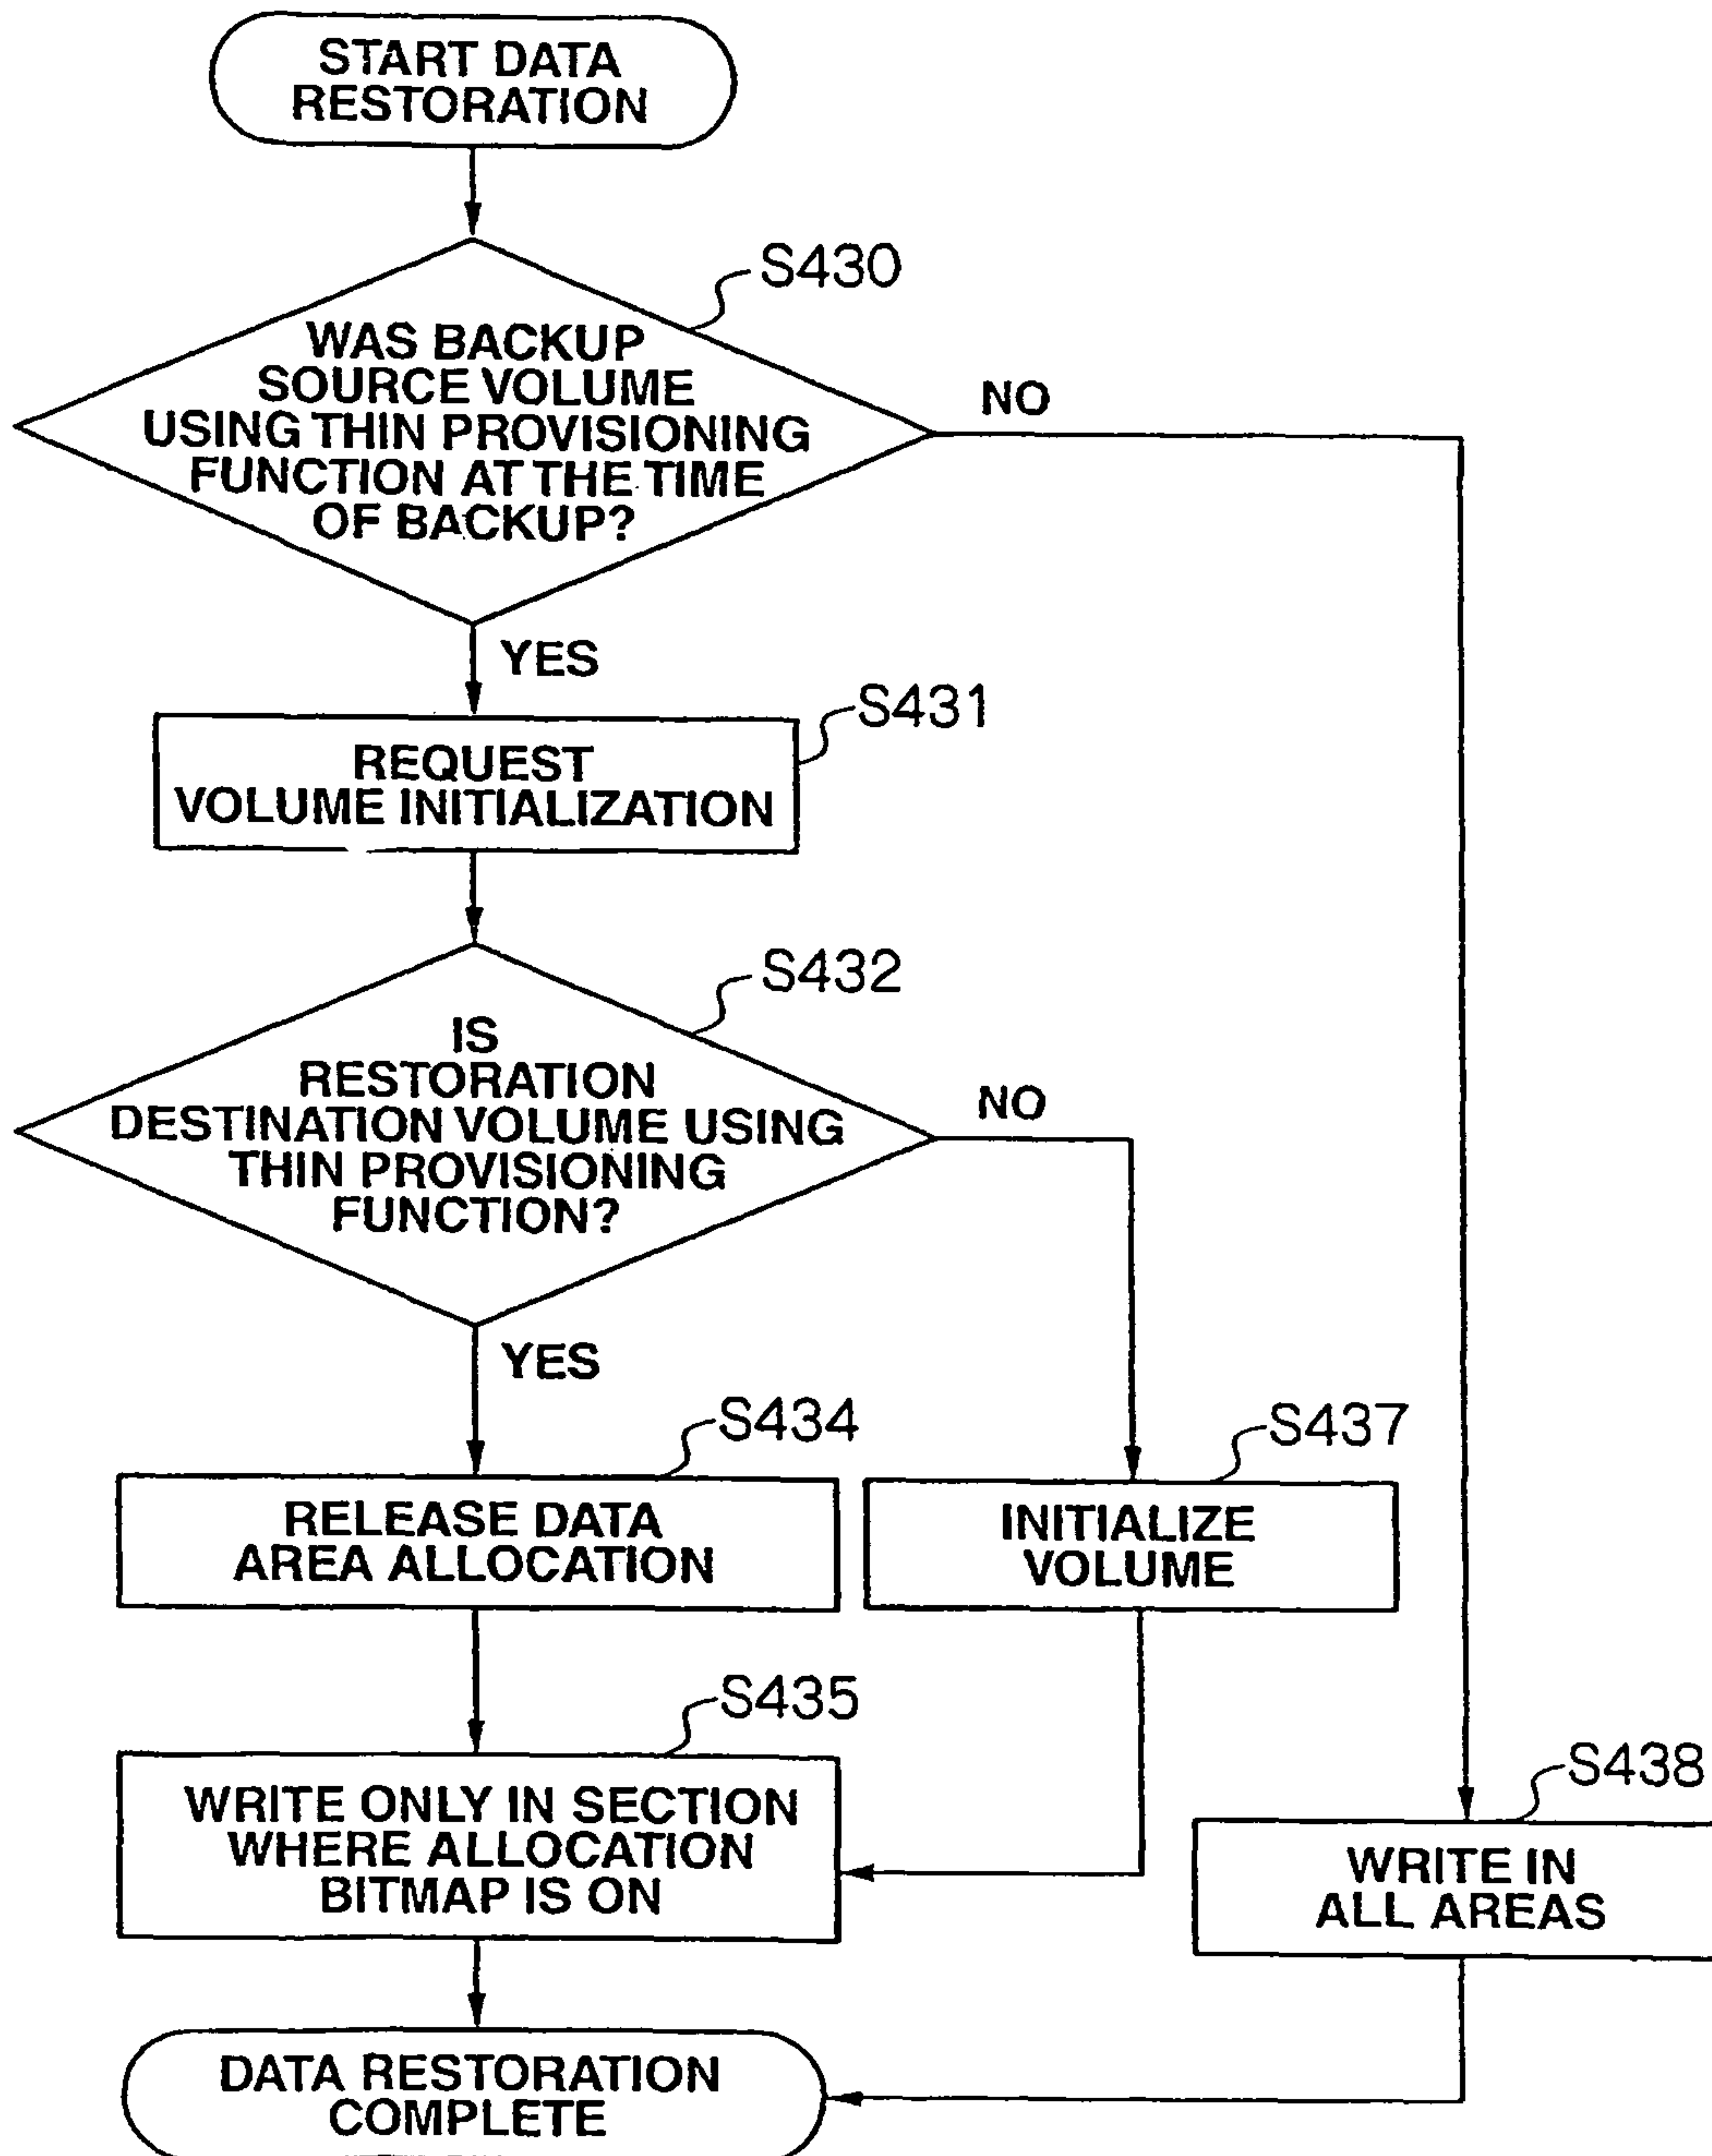 START DATA
RESTORATION
S430
WAS BACKUP
SOURCE VOLUME
USING THIN PROVISIONING
FUNCTION AT THE TIME
OF BACKUP?
NO
YES
S431
REQUEST
VOLUME INITIALIZATION
S432
IS
RESTORATION
DESTINATION VOLUME USING
THIN PROVISIONING
FUNCTION?
NO
YES
S434
RELEASE DATA
AREA ALLOCATION
S437
INITIALIZE
VOLUME
S435
WRITE ONLY IN SECTION
WHERE ALLOCATION
BITMAP IS ON
S438
WRITE IN
ALL AREAS
DATA RESTORATION
COMPLETE